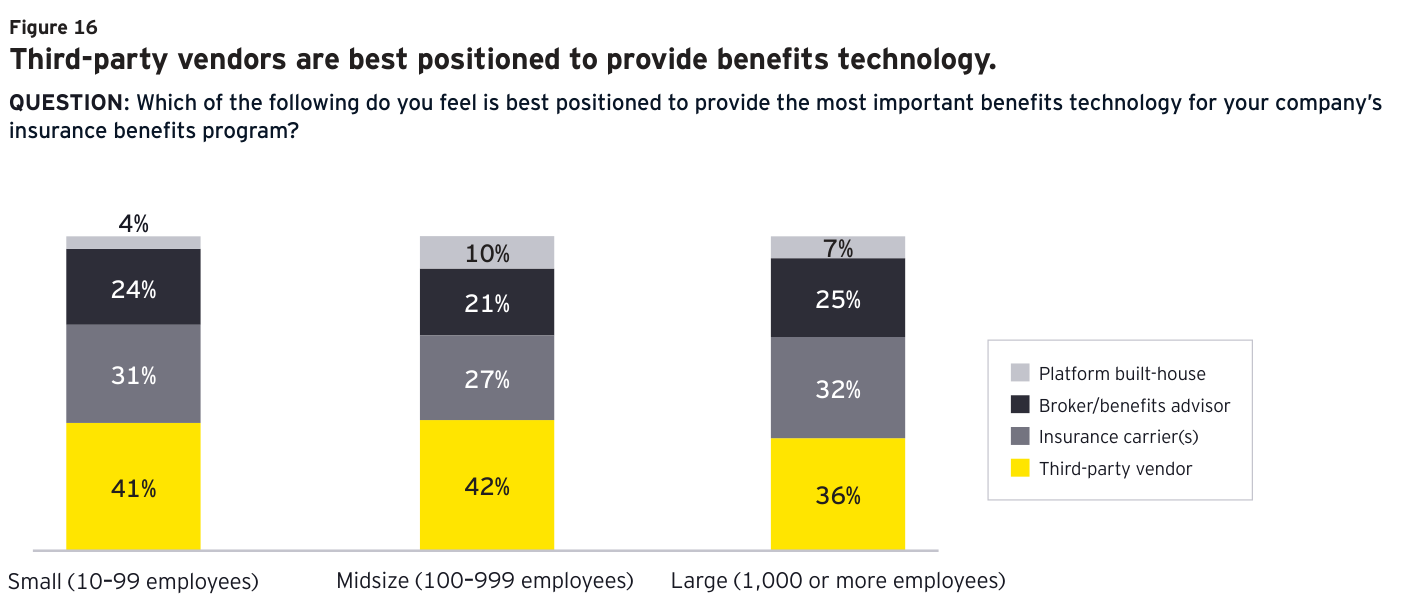 Figure 16
Third-party vendors are best positioned to provide benefits technology.
QUESTION: Which of the following do you feel is best positioned to provide the most important benefits technology for your company’s
insurance benefits program?
4%
10%
7%
24%
21%
25%
31%
27%
32%
41%
42%
36%
Platform built-house
Broker/benefits advisor
Insurance carrier(s)
Third-party vendor
Small (10–99 employees)
Midsize (100–999 employees)
Large (1,000 or more employees)